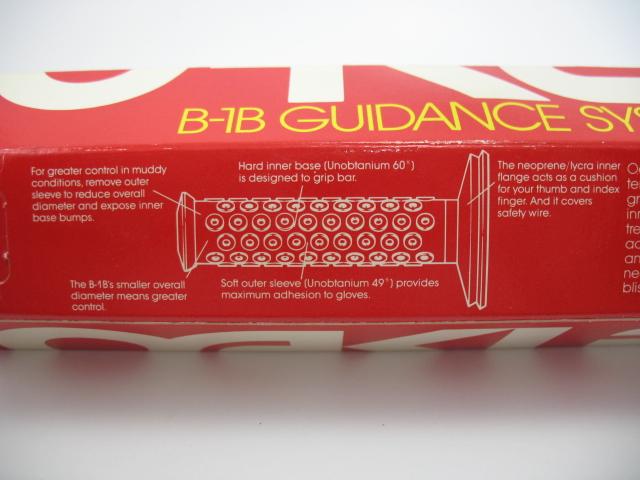 B-1B GUIDANCE
For greater control in muddy
conditions, remove outer
sleeve to reduce overall
diameter and expose inner
base bumps.
Hard inner base (Unobtanium 60°)
is designed to grip bar.
The neoprene/lycra inner
flange acts as a cushion
for your thumb and index
finger. And it covers
safety wire.
The B-1B's smaller overall
diameter means greater
control.
Soft outer sleeve (Unobtanium 49°) provides
maximum adhesion to gloves.